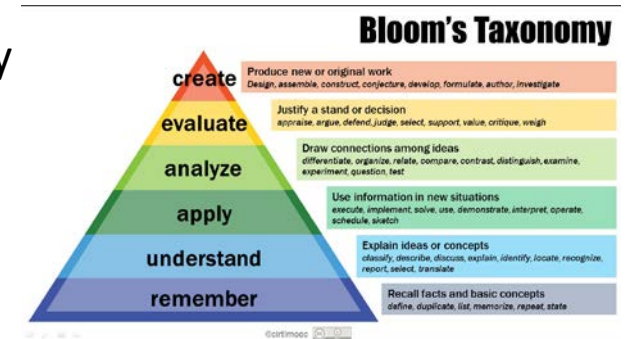 Bloom's Taxonomy
y
create
Produce new or original work
Design, assemble, construct, conjecture, develop, formulate, author, investigate
evaluate
Justify a stand or decision
appraise, argue, defend, judge, select, support, value, critique, weigh
analyze
Draw connections among ideas
differentiate, organize, relate, compare, contrast, distinguish, examine,
experiment, question, test
apply
Use information in new situations
execute, implement, solve, use, demonstrate, interpret, operate,
schedule, sketch
understand
Explain ideas or concepts
classify, describe, discuss, explain, identify, locate, recognize,
report, select, translate
remember
Recall facts and basic concepts
define, duplicate, list, memorize, repeat, state